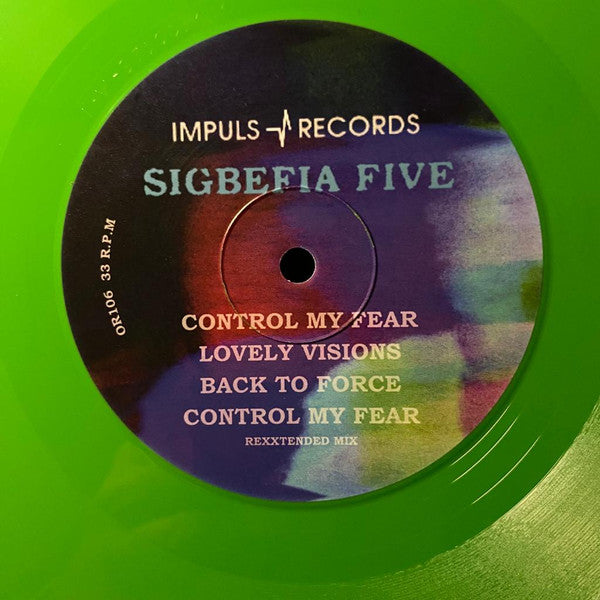 IMPULS RECORDS
SIGBEFIA FIVE
OR106 33 R.P.M
CONTROL MY FEAR
LOVELY VISIONS
BACK TO FORCE
CONTROL MY FEAR
REXXTENDED MIX